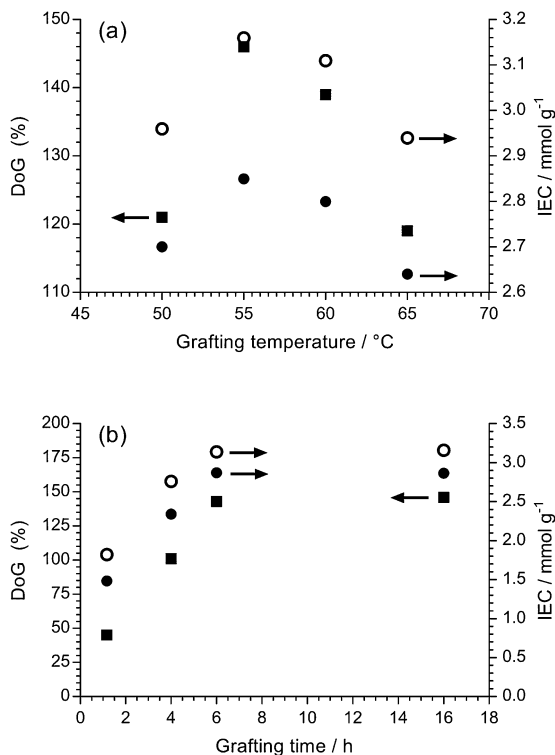 (a)
DoG (%)
150
140
130
120
110
3.2
3.1
3.0
2.9
2.8
2.7
2.6
IEC / mmol g⁻¹
45 50 55 60 65 70
Grafting temperature / °C
(b)
DoG (%)
200
175
150
125
100
75
50
25
0
3.5
3.0
2.5
2.0
1.5
1.0
0.5
0.0
IEC / mmol g⁻¹
0 2 4 6 8 10 12 14 16 18
Grafting time / h